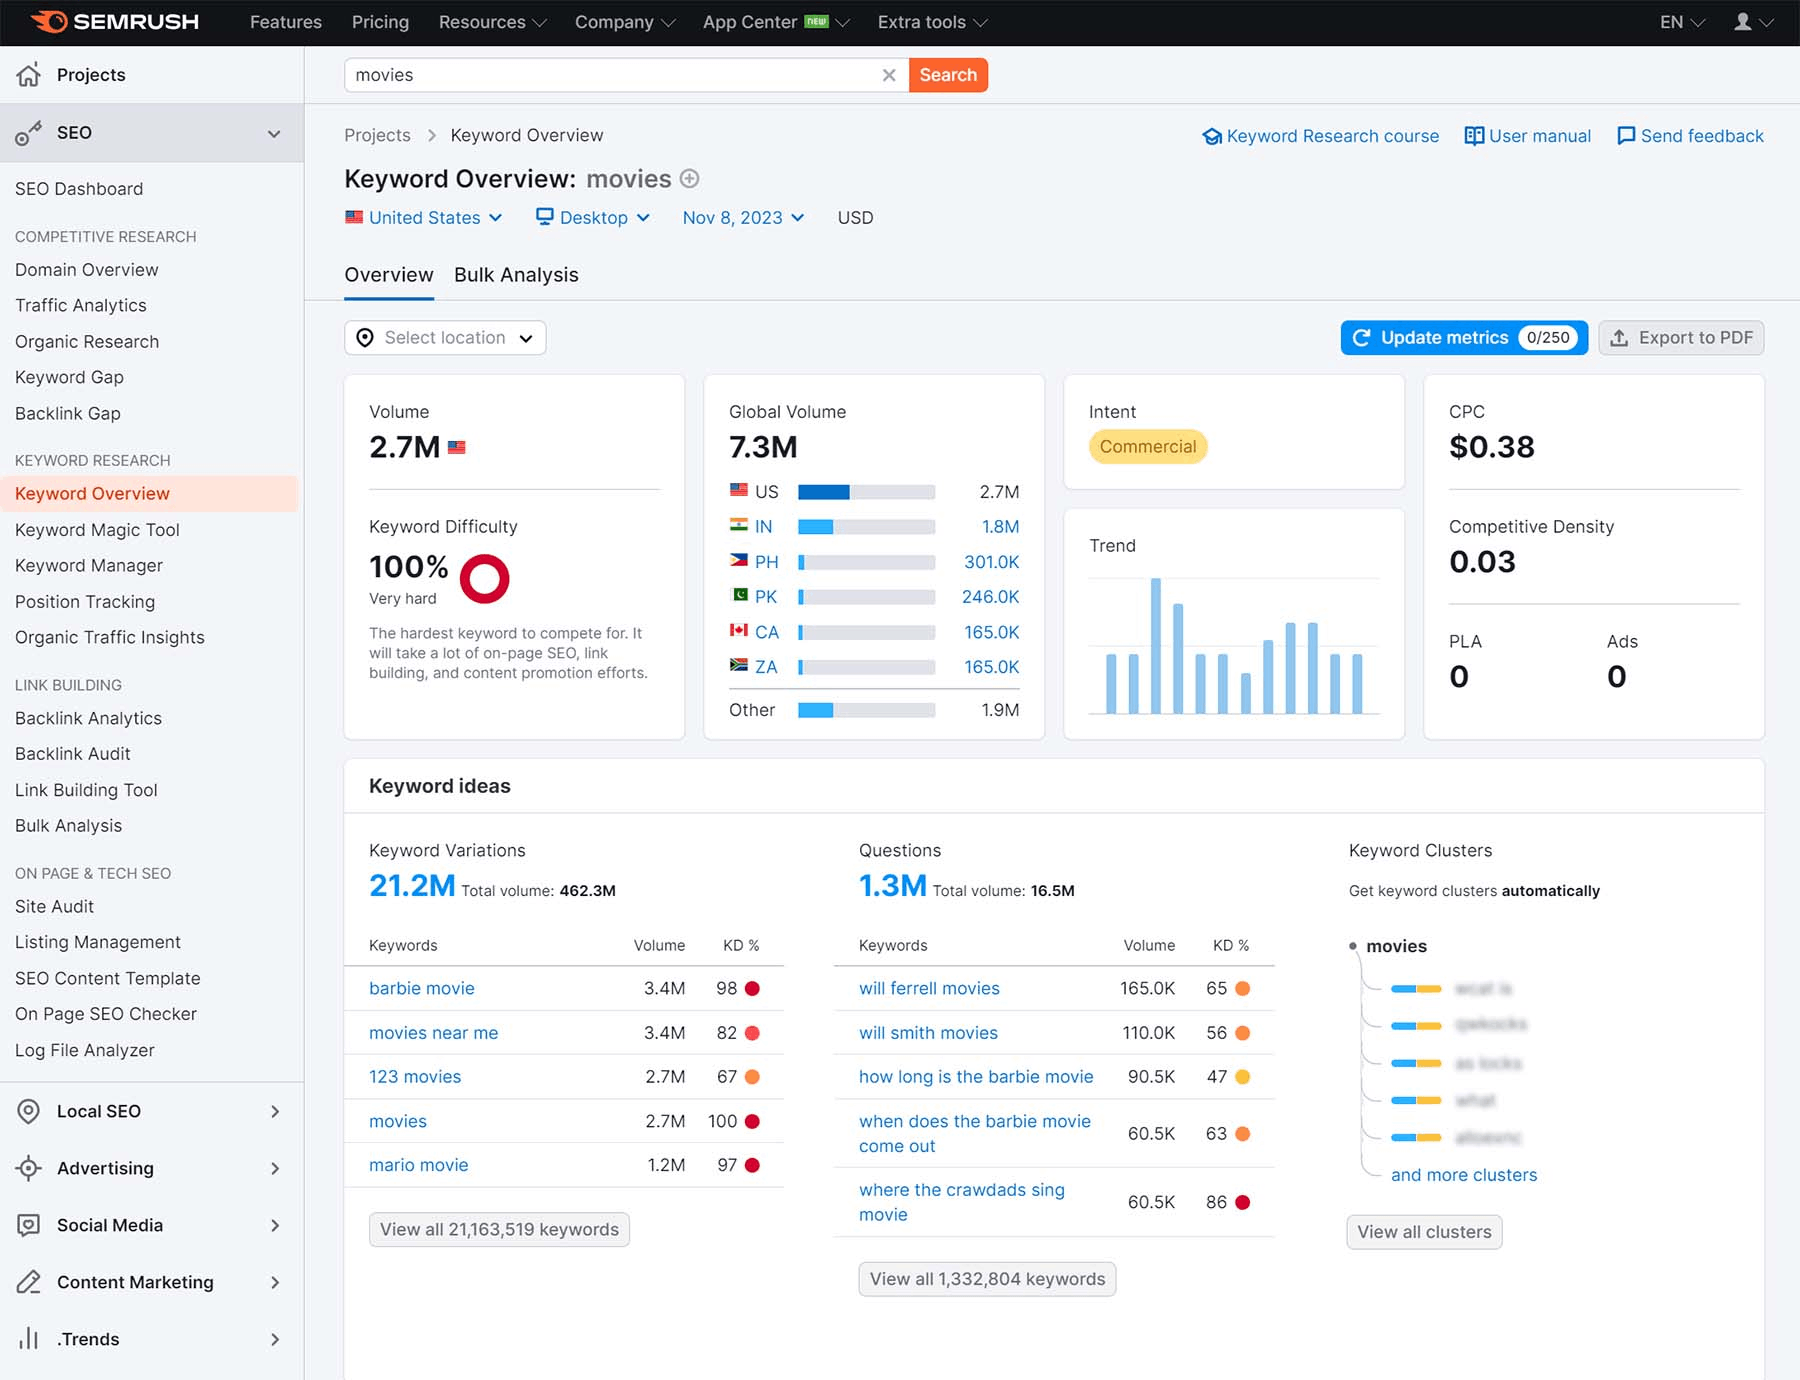 SEMRUSH Features Pricing Resources Company App Center NEW Extra tools EN
Projects
SEO
SEO Dashboard
COMPETITIVE RESEARCH
Domain Overview
Traffic Analytics
Organic Research
Keyword Gap
Backlink Gap
KEYWORD RESEARCH
Keyword Overview
Keyword Magic Tool
Keyword Manager
Position Tracking
Organic Traffic Insights
LINK BUILDING
Backlink Analytics
Backlink Audit
Link Building Tool
Bulk Analysis
ON PAGE & TECH SEO
Site Audit
Listing Management
SEO Content Template
On Page SEO Checker
Log File Analyzer
Local SEO
Advertising
Social Media
Content Marketing
.Trends
movies Search
Projects Keyword Overview
Keyword Research course User manual Send feedback
Keyword Overview: movies
United States Desktop Nov 8, 2023 USD
Overview Bulk Analysis
Select location
Update metrics 0/250 Export to PDF
Volume
2.7M
Keyword Difficulty
100%
Very hard
The hardest keyword to compete for. It
will take a lot of on-page SEO, link
building, and content promotion efforts.
Global Volume
7.3M
US 2.7M
IN 1.8M
PH 301.0K
PK 246.0K
CA 165.0K
ZA 165.0K
Other 1.9M
Intent
Commercial
Trend
CPC
$0.38
Competitive Density
0.03
PLA Ads
0 0
Keyword ideas
Keyword Variations
21.2M Total volume: 462.3M
Keywords Volume KD %
barbie movie 3.4M 98
movies near me 3.4M 82
123 movies 2.7M 67
movies 2.7M 100
mario movie 1.2M 97
View all 21,163,519 keywords
Questions
1.3M Total volume: 16.5M
Keywords Volume KD %
will ferrell movies 165.0K 65
will smith movies 110.0K 56
how long is the barbie movie 90.5K 47
when does the barbie movie
come out 60.5K 63
where the crawdads sing
movie 60.5K 86
View all 1,332,804 keywords
Keyword Clusters
Get keyword clusters automatically
movies
and more clusters
View all clusters